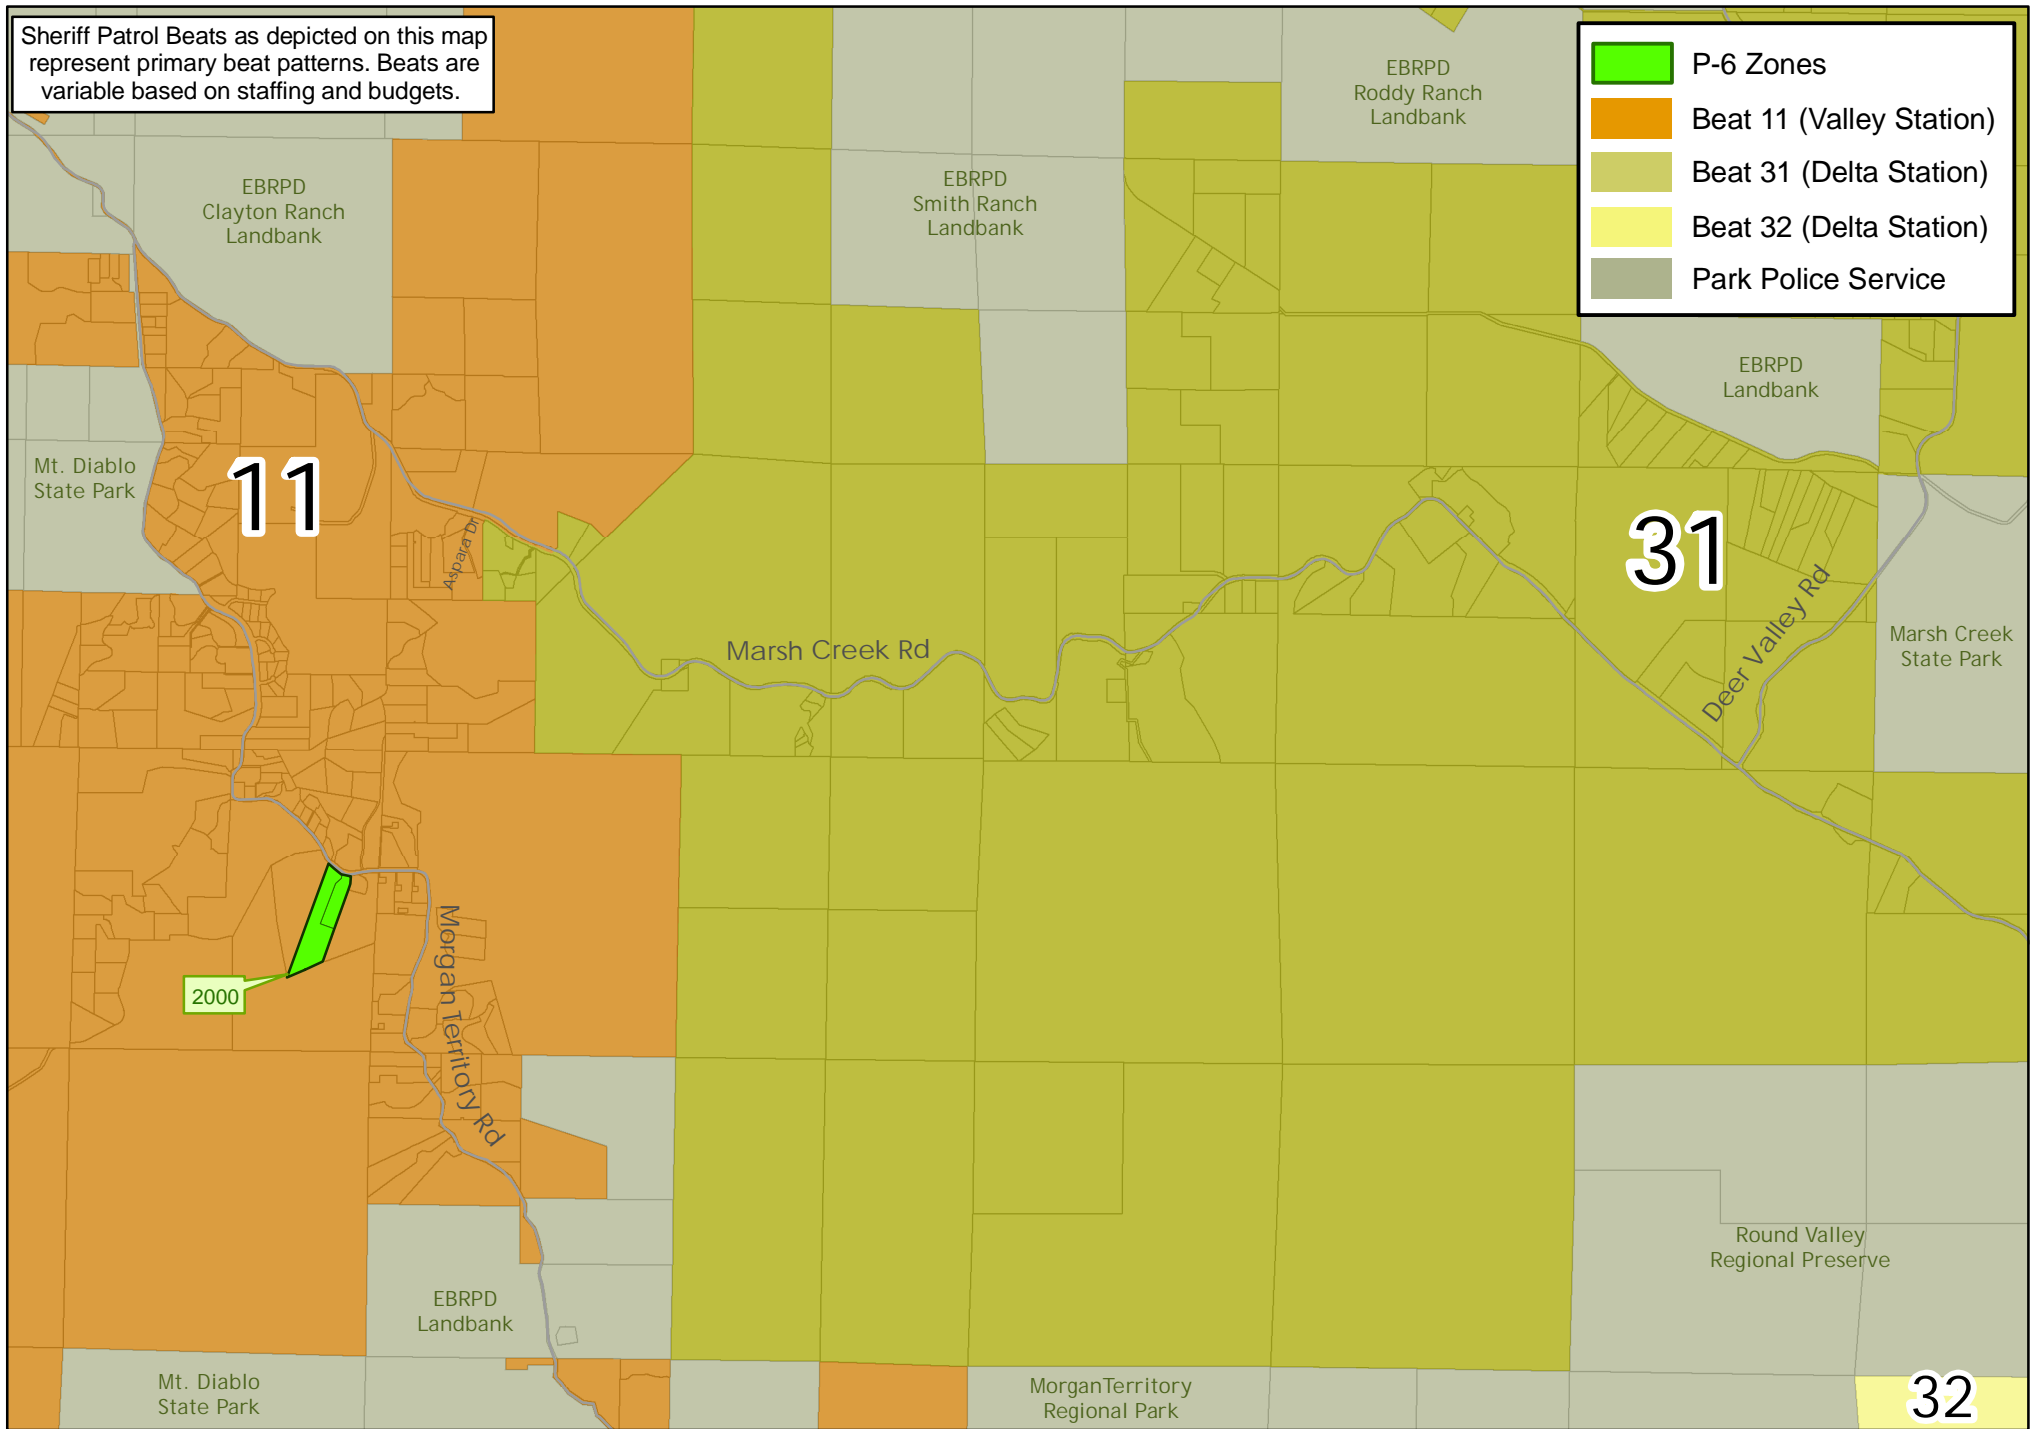 Sheriff Patrol Beats as depicted on this map
represent primary beat patterns. Beats are
variable based on staffing and budgets.
P-6 Zones
Beat 11 (Valley Station)
Beat 31 (Delta Station)
Beat 32 (Delta Station)
Park Police Service
EBRPD
Roddy Ranch
Landbank
EBRPD
Clayton Ranch
Landbank
EBRPD
Smith Ranch
Landbank
EBRPD
Landbank
Mt. Diablo
State Park
11
Aspara Dr
31
Deer Valley Rd
Marsh Creek Rd
Marsh Creek
State Park
2000
Morgan Territory Rd
Round Valley
Regional Preserve
EBRPD
Landbank
Mt. Diablo
State Park
MorganTerritory
Regional Park
32